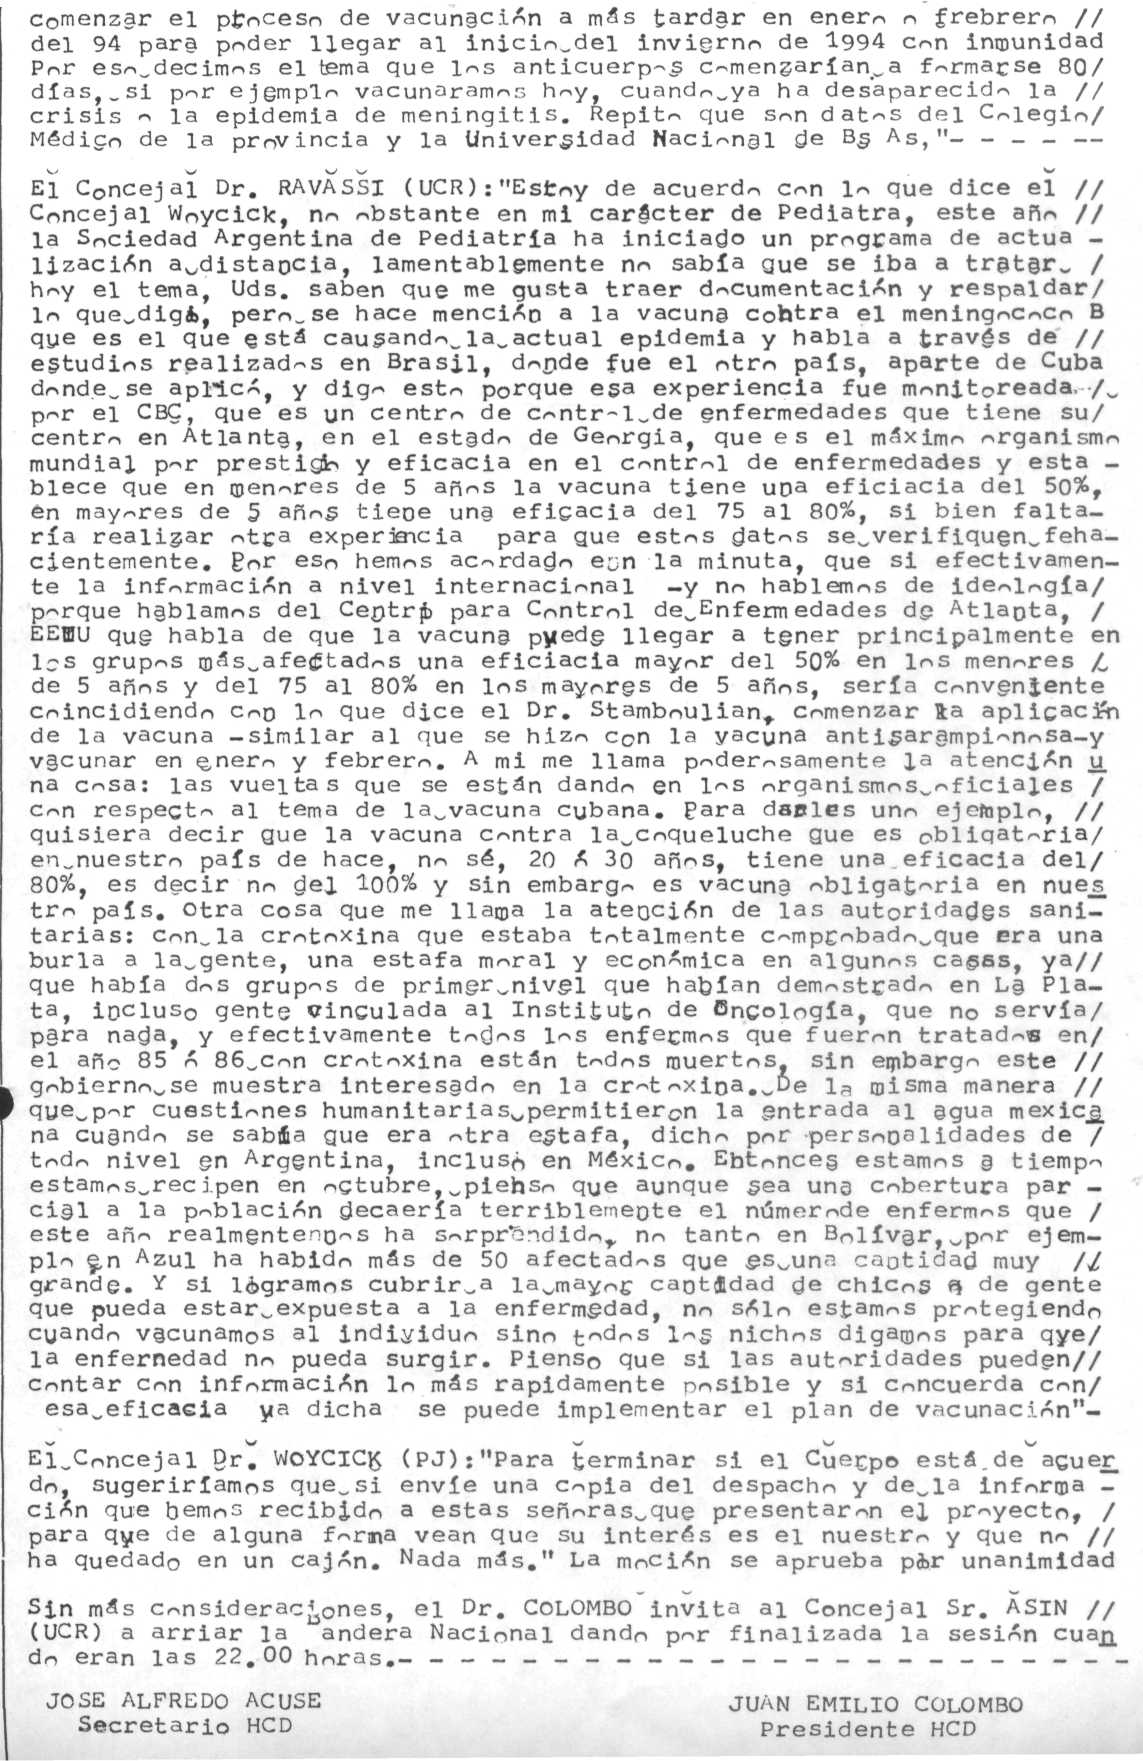 comenzar el proceso de vacunación a más tardar en enero o frebrero //
del 94 para poder llegar al inicio del invierno de 1994 con inmunidad
Por eso decimos el tema que los anticuerpos comenzarían a formarse 80/
días, si por ejemplo vacunaramos hoy, cuando ya ha desaparecido la //
crisis o la epidemia de meningitis. Repito que son datos del Colegio/
Médico de la provincia y la Universidad Nacional de Bs As,"- - - - --
El Concejal Dr. RAVASSI (UCR):"Estoy de acuerdo con lo que dice el //
Concejal Woycick, no obstante en mi carácter de Pediatra, este año //
la Sociedad Argentina de Pediatría ha iniciado un programa de actua -
lización a distancia, lamentablemente no sabía que se iba a tratar /
hoy el tema, Uds. saben que me gusta traer documentación y respaldar/
lo que diga, pero se hace mención a la vacuna contra el meningococo B
que es el que está causando la actual epidemia y habla a través de //
estudios realizados en Brasil, donde fue el otro país, aparte de Cuba
donde se aplicó, y digo esto porque esa experiencia fue monitoreada /
por el CBC, que es un centro de control de enfermedades que tiene su/
centro en Atlanta, en el estado de Georgia, que es el máximo organismo
mundial por prestigio y eficacia en el control de enfermedades y esta -
blece que en menores de 5 años la vacuna tiene una eficiacia del 50%,
en mayores de 5 años tiene una eficacia del 75 al 80%, si bien falta-
ría realizar otra experiencia para que estos datos se verifiquen feha-
cientemente. Por eso hemos acordado con la minuta, que si efectivamen-
te la información a nivel internacional -y no hablemos de ideología/
porque hablamos del Centro para Control de Enfermedades de Atlanta, /
EEUU que habla de que la vacuna puede llegar a tener principalmente en
los grupos más afectados una eficiacia mayor del 50% en los menores /
de 5 años y del 75 al 80% en los mayores de 5 años, sería conveniente
coincidiendo con lo que dice el Dr. Stamboulian, comenzar la aplicación
de la vacuna -similar al que se hizo con la vacuna antisarampionosa-y
vacunar en enero y febrero. A mi me llama poderosamente la atención u
na cosa: las vueltas que se están dando en los organismos oficiales /
con respecto al tema de la vacuna cubana. Para darles uno ejemplo, //
quisiera decir que la vacuna contra la coqueluche que es obligatoria/
en nuestro país de hace, no sé, 20 ó 30 años, tiene una eficacia del/
80%, es decir no del 100% y sin embargo es vacuna obligatoria en nues
tro país. Otra cosa que me llama la atención de las autoridades sani-
tarias: con la crotoxina que estaba totalmente comprobado que era una
burla a la gente, una estafa moral y económica en algunos casos, ya//
que había dos grupos de primer nivel que habían demostrado en La Pla-
ta, incluso gente vinculada al Instituto de Oncología, que no servía/
para nada, y efectivamente todos los enfermos que fueron tratados en/
el año 85 ó 86 con crotoxina están todos muertos, sin embargo este //
gobierno se muestra interesado en la crotoxina. De la misma manera //
que por cuestiones humanitarias permitieron la entrada al agua mexica
na cuando se sabía que era otra estafa, dicho por personalidades de /
todo nivel en Argentina, incluso en México. Entonces estamos a tiempo
estamos recipen en octubre, pienso que aunque sea una cobertura par -
cial a la población decaería terriblemente el número de enfermos que /
este año realmentenos ha sorprendido, no tanto en Bolívar, por ejem-
plo en Azul ha habido más de 50 afectados que es una cantidad muy //
grande. Y si logramos cubrir a la mayor cantidad de chicos o de gente
que pueda estar expuesta a la enfermedad, no sólo estamos protegiendo
cuando vacunamos al individuo sino todos los nichos digamos para que/
la enfernedad no pueda surgir. Pienso que si las autoridades pueden//
contar con información lo más rapidamente posible y si concuerda con/
esa eficacia ya dicha se puede implementar el plan de vacunación"-
El Concejal Dr. WOYCICK (PJ):"Para terminar si el Cuerpo está de acuer
do, sugeriríamos que si envíe una copia del despacho y de la informa -
ción que hemos recibido a estas señoras que presentaron el proyecto, /
para que de alguna forma vean que su interés es el nuestro y que no //
ha quedado en un cajón. Nada más." La moción se aprueba por unanimidad
Sin más consideraciones, el Dr. COLOMBO invita al Concejal Sr. ASIN //
(UCR) a arriar la bandera Nacional dando por finalizada la sesión cuan
do eran las 22.00 horas.- - - - - - - - - - - - - - - - - - - - - - -
JOSE ALFREDO ACUSE
Secretario HCD
JUAN EMILIO COLOMBO
Presidente HCD